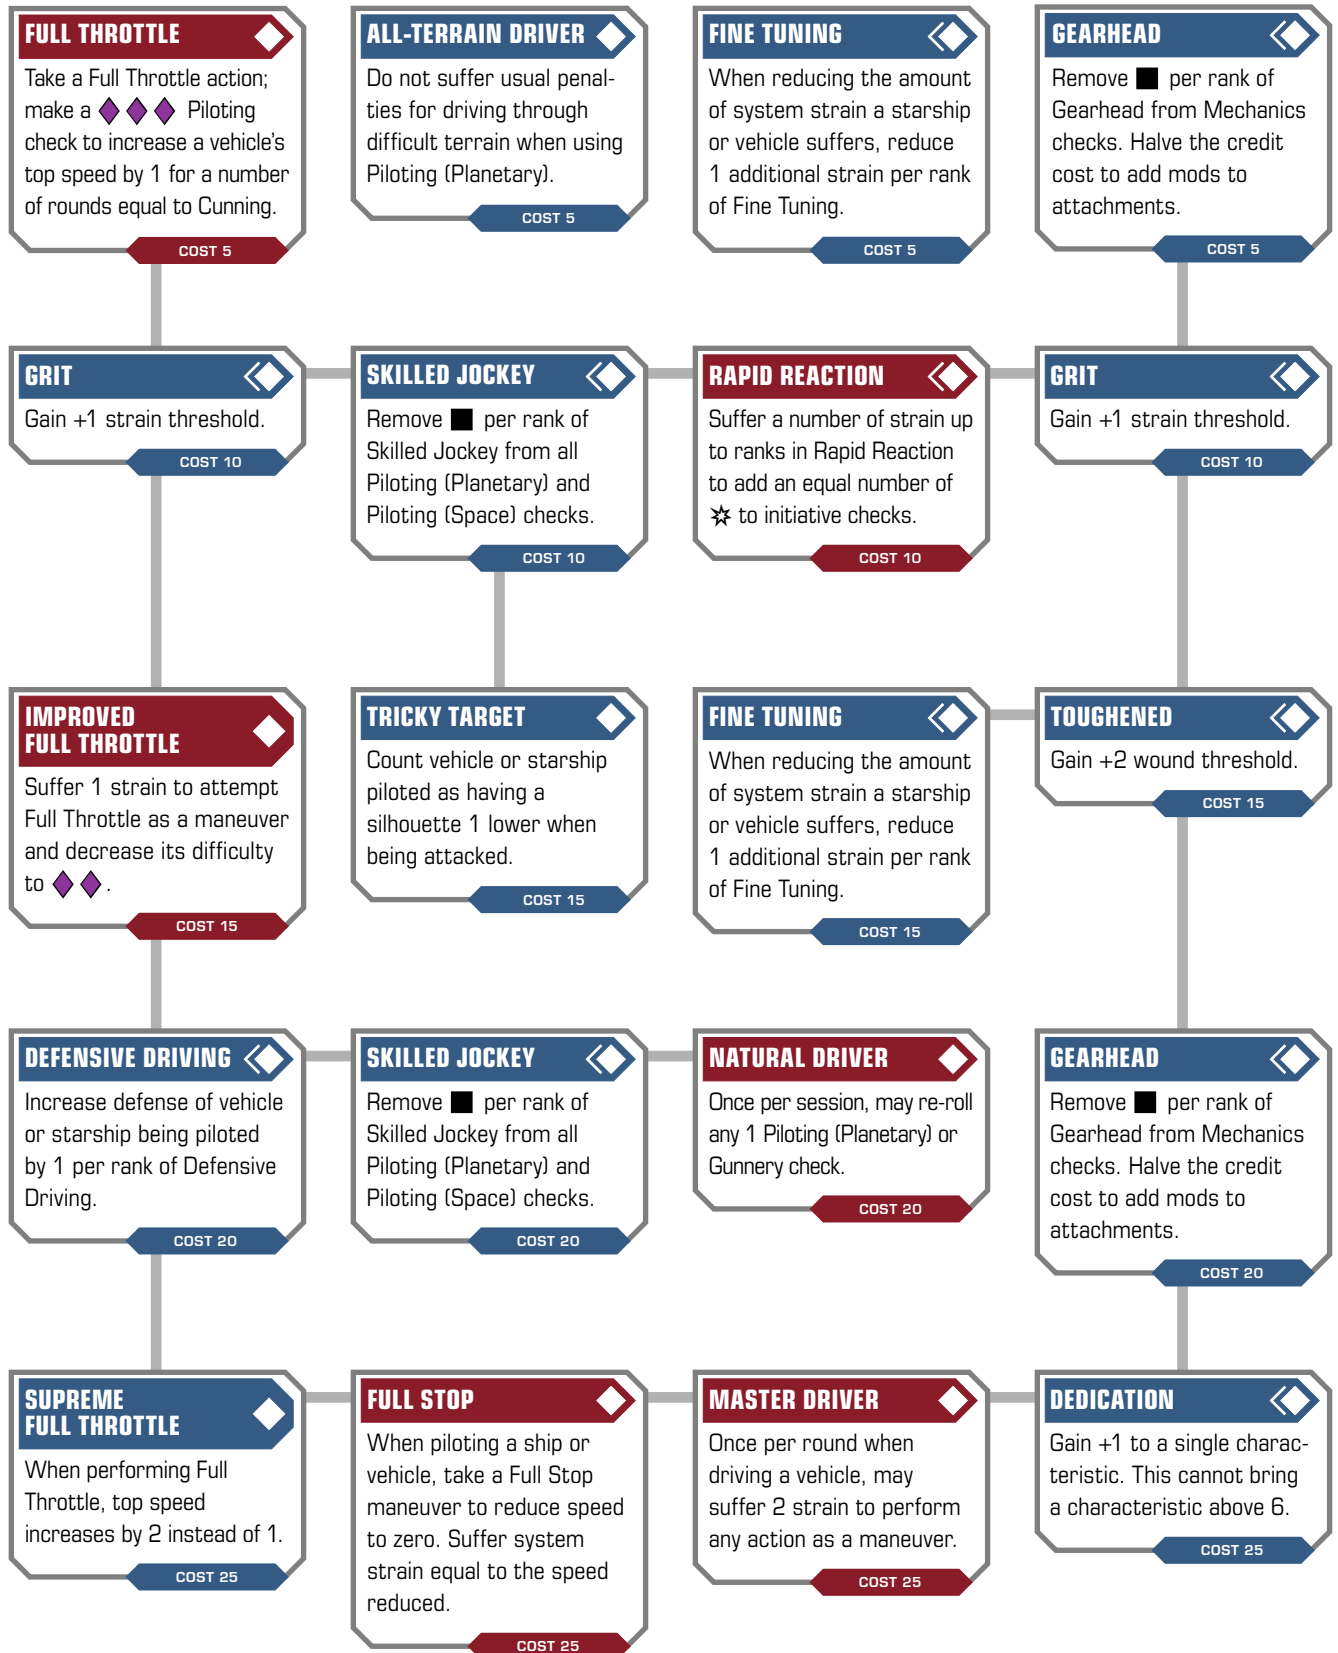 FULL THROTTLE
Take a Full Throttle action;
make a Piloting
check to increase a vehicle's
top speed by 1 for a number
of rounds equal to Cunning.
COST 5
ALL-TERRAIN DRIVER
Do not suffer usual penal-
ties for driving through
difficult terrain when using
Piloting (Planetary).
COST 5
FINE TUNING
When reducing the amount
of system strain a starship
or vehicle suffers, reduce
1 additional strain per rank
of Fine Tuning.
COST 5
GEARHEAD
Remove per rank of
Gearhead from Mechanics
checks. Halve the credit
cost to add mods to
attachments.
COST 5
GRIT
Gain +1 strain threshold.
COST 10
SKILLED JOCKEY
Remove per rank of
Skilled Jockey from all
Piloting (Planetary) and
Piloting (Space) checks.
COST 10
RAPID REACTION
Suffer a number of strain up
to ranks in Rapid Reaction
to add an equal number of
to initiative checks.
COST 10
GRIT
Gain +1 strain threshold.
COST 10
IMPROVED
FULL THROTTLE
Suffer 1 strain to attempt
Full Throttle as a maneuver
and decrease its difficulty
to .
COST 15
TRICKY TARGET
Count vehicle or starship
piloted as having a
silhouette 1 lower when
being attacked.
COST 15
FINE TUNING
When reducing the amount
of system strain a starship
or vehicle suffers, reduce
1 additional strain per rank
of Fine Tuning.
COST 15
TOUGHENED
Gain +2 wound threshold.
COST 15
DEFENSIVE DRIVING
Increase defense of vehicle
or starship being piloted
by 1 per rank of Defensive
Driving.
COST 20
SKILLED JOCKEY
Remove per rank of
Skilled Jockey from all
Piloting (Planetary) and
Piloting (Space) checks.
COST 20
NATURAL DRIVER
Once per session, may re-roll
any 1 Piloting (Planetary) or
Gunnery check.
COST 20
GEARHEAD
Remove per rank of
Gearhead from Mechanics
checks. Halve the credit
cost to add mods to
attachments.
COST 20
SUPREME
FULL THROTTLE
When performing Full
Throttle, top speed
increases by 2 instead of 1.
COST 25
FULL STOP
When piloting a ship or
vehicle, take a Full Stop
maneuver to reduce speed
to zero. Suffer system
strain equal to the speed
reduced.
COST 25
MASTER DRIVER
Once per round when
driving a vehicle, may
suffer 2 strain to perform
any action as a maneuver.
COST 25
DEDICATION
Gain +1 to a single charac-
teristic. This cannot bring
a characteristic above 6.
COST 25